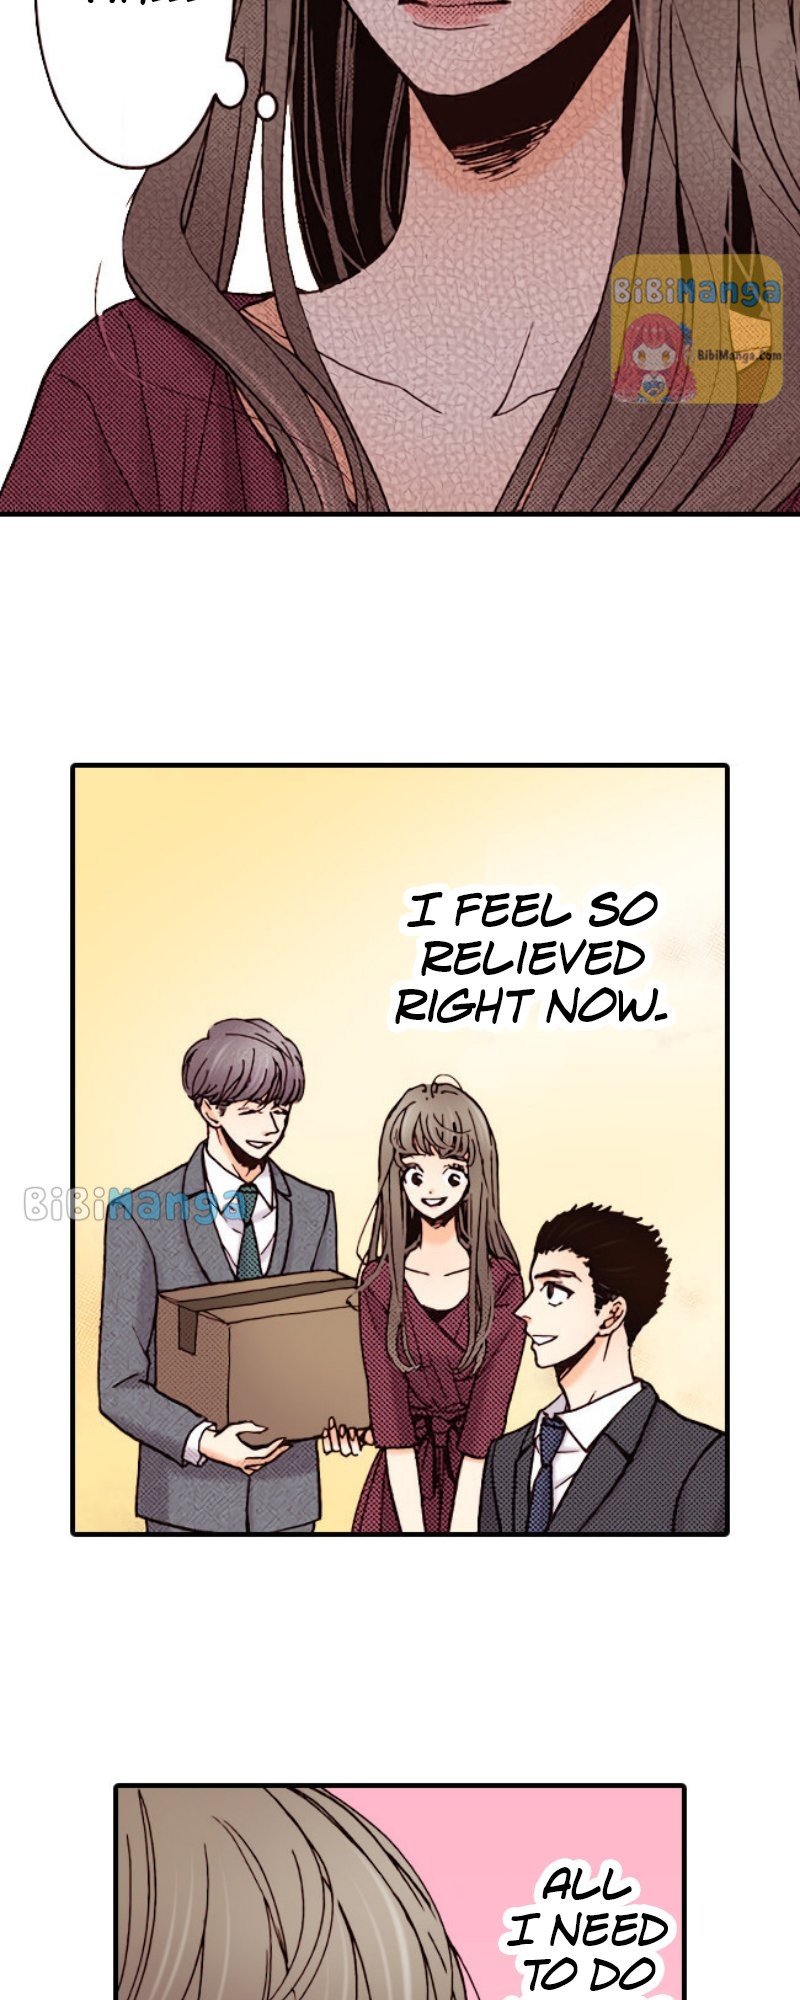 BiBiManga
BibiManga.com
I FEEL SO
RELIEVED
RIGHT NOW.
BiBiManga
ALL
I NEED
TO DO